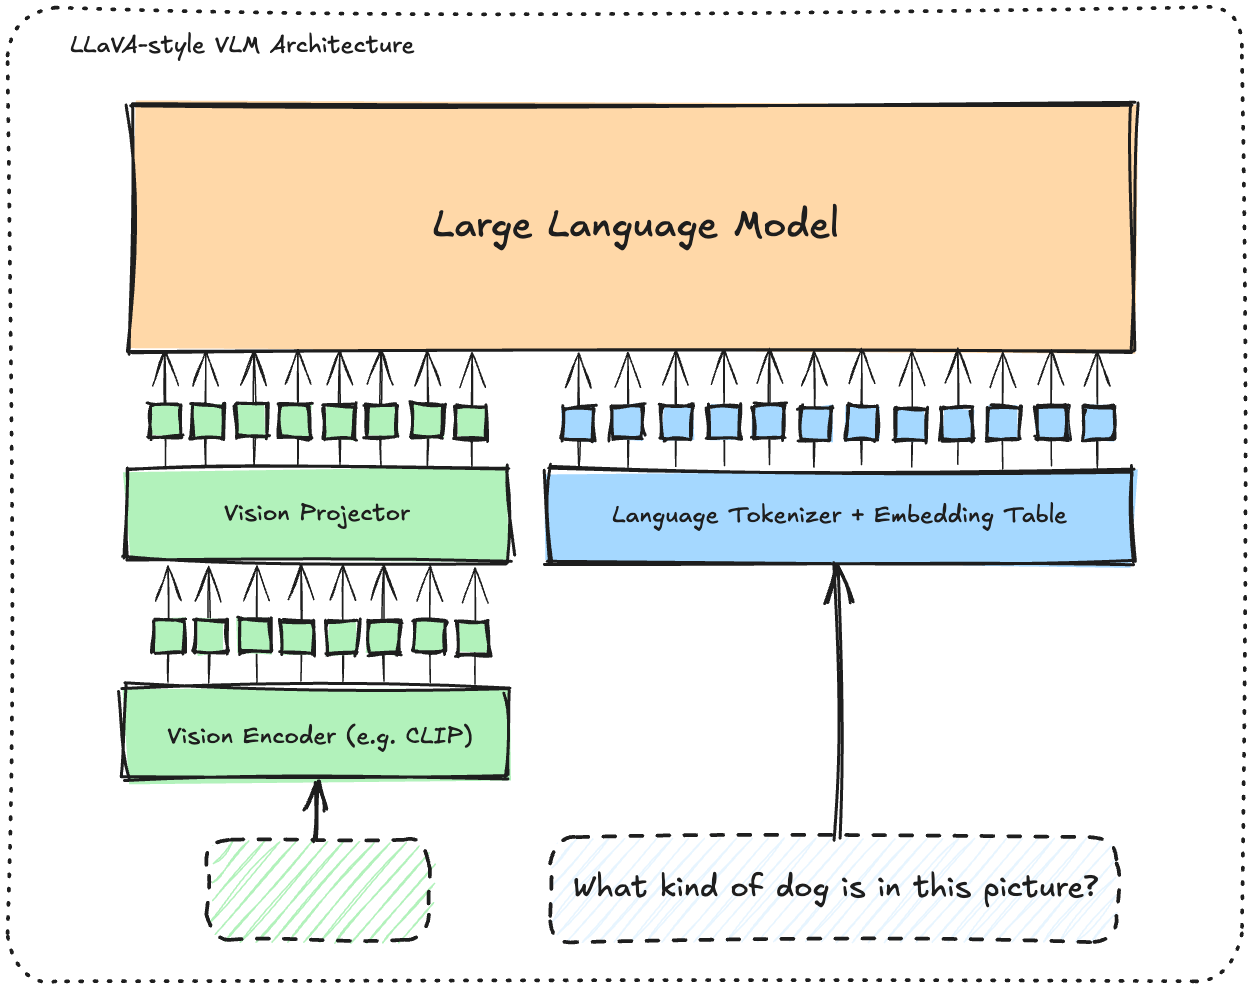 LLaVA-style VLM Architecture
Large Language Model
Vision Projector
Language Tokenizer + Embedding Table
Vision Encoder (e.g. CLIP)
What kind of dog is in this picture?